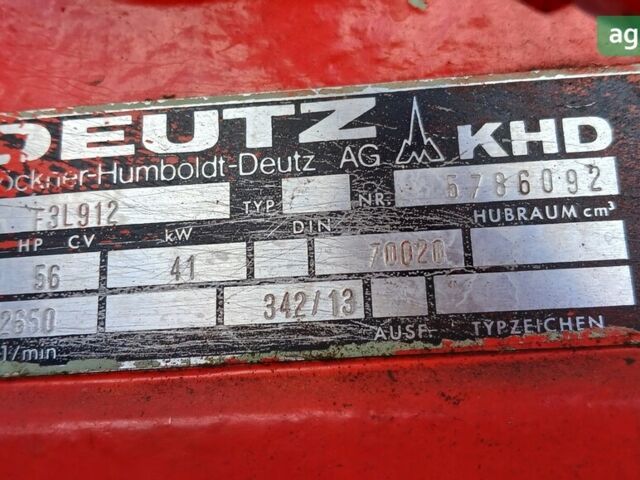 DEUTZ AG KHD
öckner-Humboldt-Deutz
F3L912 TYP NR. 5786092
HP CV kW DIN HUBRAUM cm³
56 41 70020
2650 342/13
1/min AUSF. TYPZEICHEN
ag